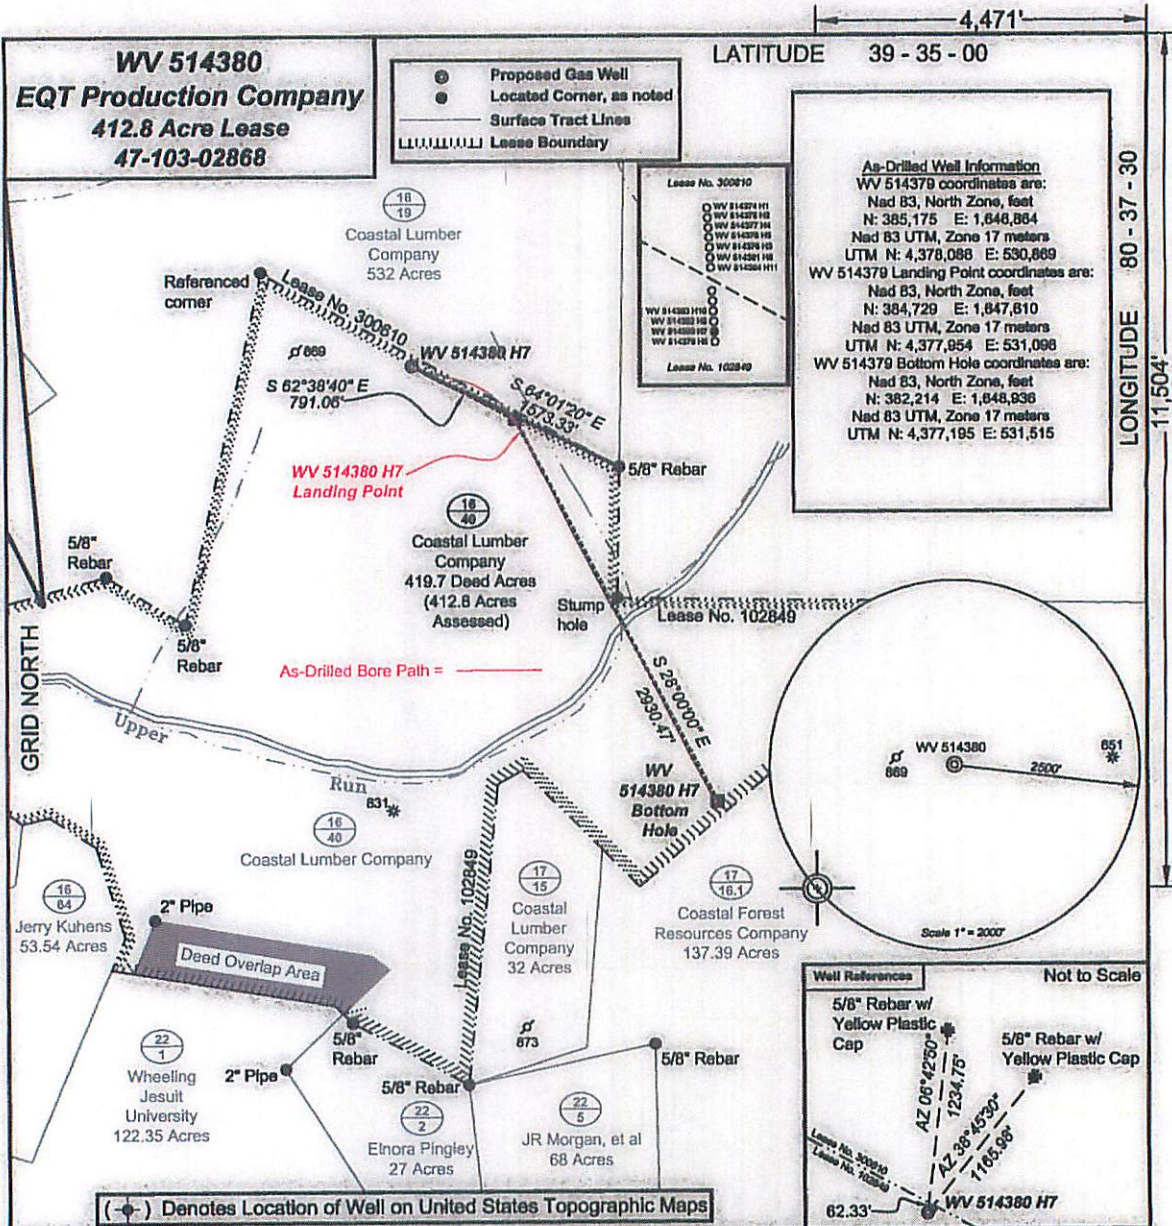 4,471'
WV 514380
EQT Production Company
412.8 Acre Lease
47-103-02868
Proposed Gas Well
Located Corner, as noted
Surface Tract Lines
Lease Boundary
LATITUDE 39 - 35 - 00
LONGITUDE 80 - 37 - 30
11,504'
As-Drilled Well Information
WV 514379 coordinates are:
Nad 83, North Zone, feet
N: 385,175 E: 1,646,864
Nad 83 UTM, Zone 17 meters
UTM N: 4,378,088 E: 530,869
WV 514379 Landing Point coordinates are:
Nad 83, North Zone, feet
N: 384,729 E: 1,647,610
Nad 83 UTM, Zone 17 meters
UTM N: 4,377,954 E: 531,098
WV 514379 Bottom Hole coordinates are:
Nad 83, North Zone, feet
N: 382,214 E: 1,648,936
Nad 83 UTM, Zone 17 meters
UTM N: 4,377,195 E: 531,515
Lease No. 300810
Lease No. 102849
18
19
Coastal Lumber
Company
532 Acres
Referenced
corner
Lease No. 300810
869
WV 514380 H7
S 62°38'40" E
791.06'
S 64°01'20" E
1573.33'
WV 514380 H7
Landing Point
5/8" Rebar
16
40
Coastal Lumber
Company
419.7 Deed Acres
(412.8 Acres
Assessed)
5/8"
Rebar
5/8"
Rebar
Stump
hole
Lease No. 102849
As-Drilled Bore Path =
GRID NORTH
Upper
Run
S 28°00'00" E
2930.47'
WV
514380 H7
Bottom
Hole
831
16
40
Coastal Lumber Company
WV 514380
869
651
2500'
Scale 1" = 2000'
16
64
Jerry Kuhens
53.54 Acres
2" Pipe
Deed Overlap Area
Lease No. 102849
17
15
Coastal
Lumber
Company
32 Acres
17
16.1
Coastal Forest
Resources Company
137.39 Acres
22
1
Wheeling
Jesuit
University
122.35 Acres
2" Pipe
5/8"
Rebar
5/8" Rebar
873
5/8" Rebar
22
2
Elnora Pingley
27 Acres
22
5
JR Morgan, et al
68 Acres
Well References
Not to Scale
5/8" Rebar w/
Yellow Plastic
Cap
5/8" Rebar w/
Yellow Plastic Cap
AZ 06°42'50"
1234.75'
AZ 38°45'30"
1165.98'
Lease No. 300810
Lease No. 102849
62.33'
WV 514380 H7
( ) Denotes Location of Well on United States Topographic Maps